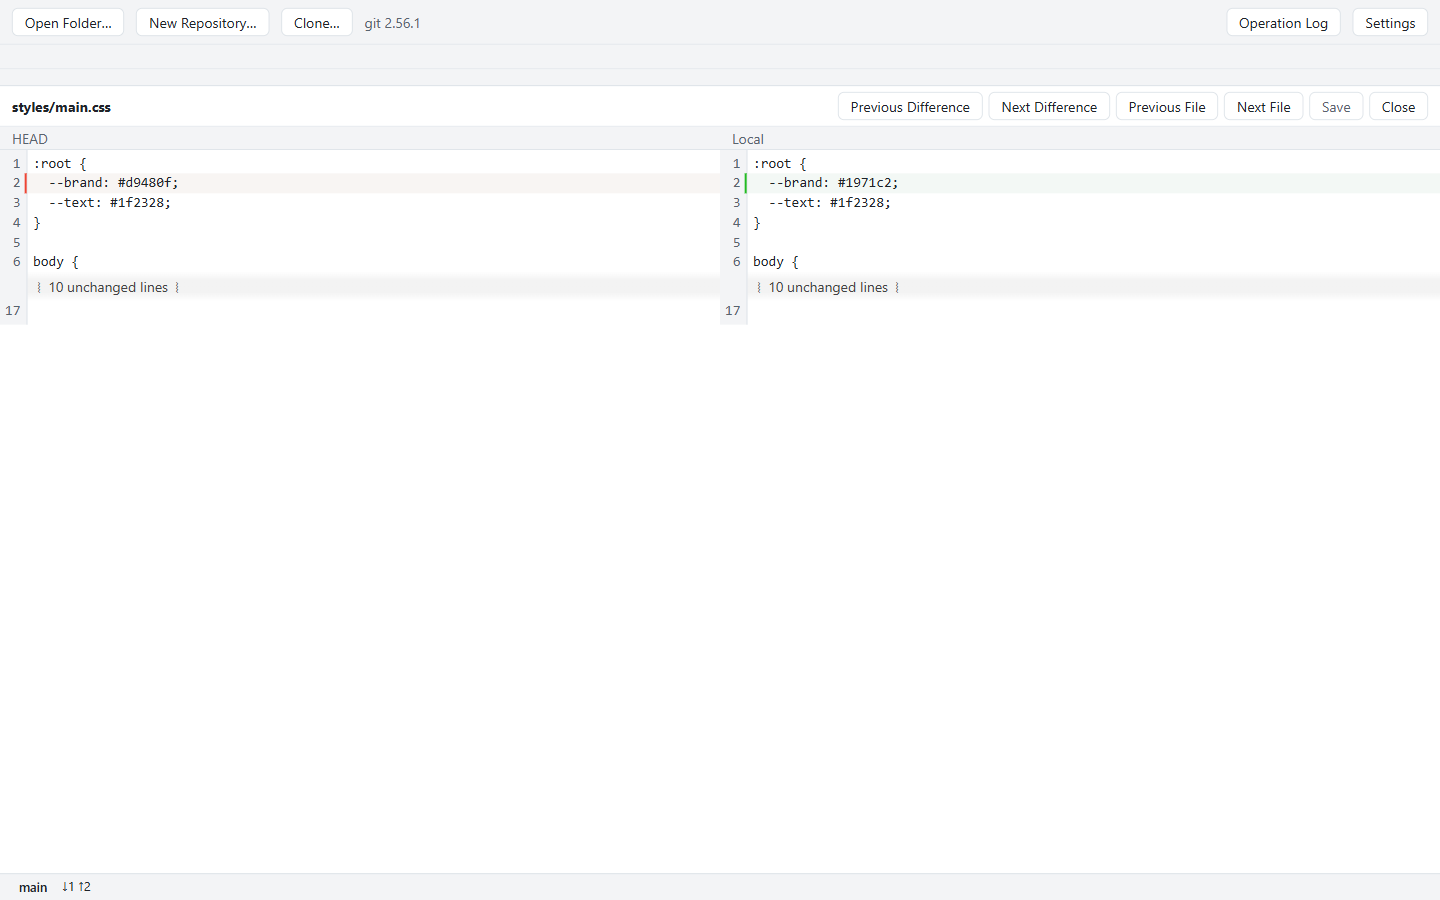 Open Folder... New Repository... Clone... git 2.56.1 Operation Log Settings
styles/main.css Previous Difference Next Difference Previous File Next File Save Close
HEAD
1 :root {
2   --brand: #d9480f;
3   --text: #1f2328;
4 }
5
6 body {
10 unchanged lines
17
Local
1 :root {
2   --brand: #1971c2;
3   --text: #1f2328;
4 }
5
6 body {
10 unchanged lines
17
main ↓1 ↑2